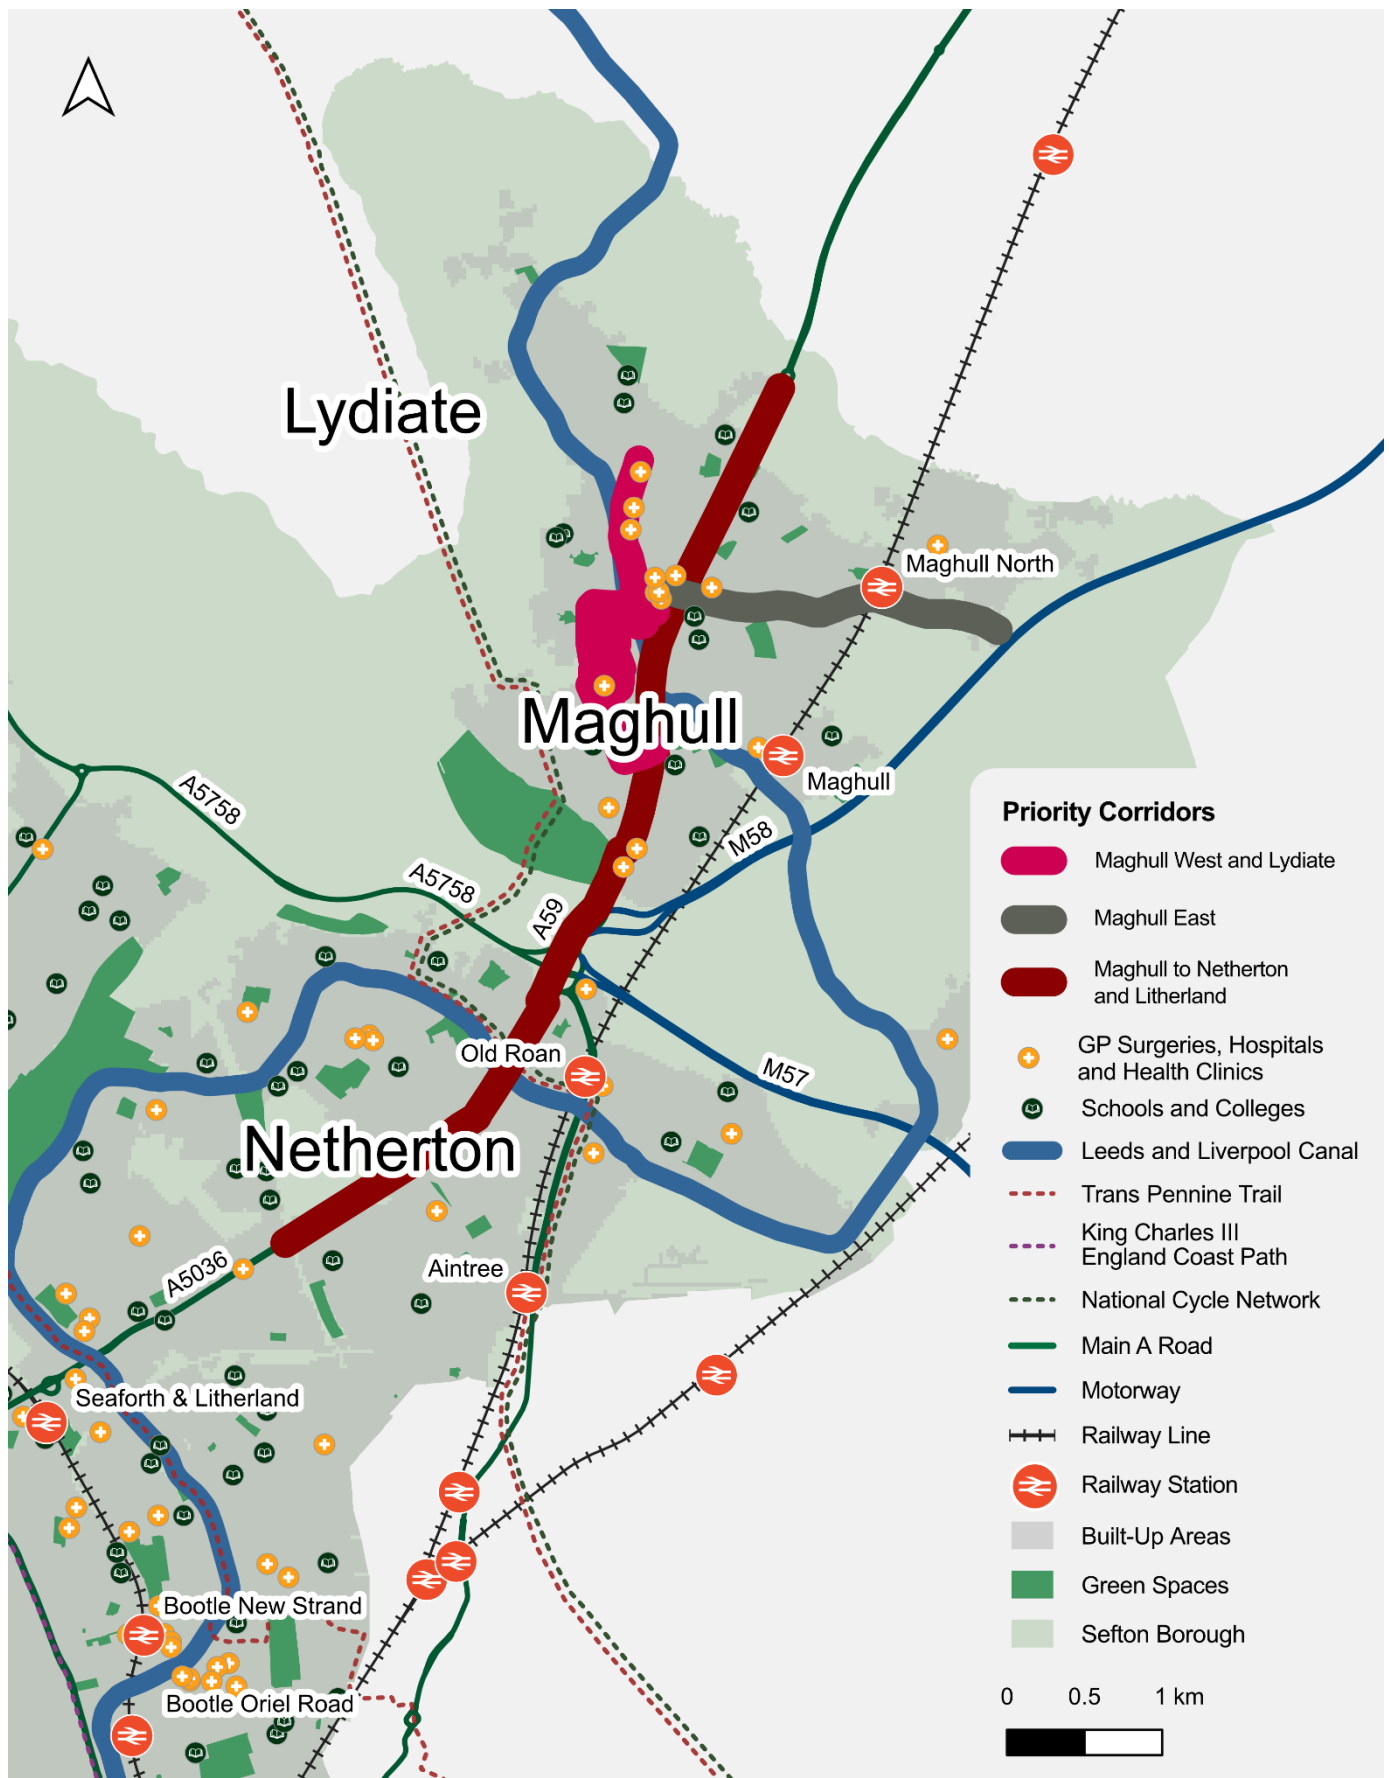 Lydiate
Maghull North
Maghull
Maghull
A5758
M58
A5758
A59
Old Roan
M57
Netherton
A5036
Aintree
Seaforth & Litherland
Bootle New Strand
Bootle Oriel Road
Priority Corridors
Maghull West and Lydiate
Maghull East
Maghull to Netherton
and Litherland
GP Surgeries, Hospitals
and Health Clinics
Schools and Colleges
Leeds and Liverpool Canal
Trans Pennine Trail
King Charles III
England Coast Path
National Cycle Network
Main A Road
Motorway
Railway Line
Railway Station
Built-Up Areas
Green Spaces
Sefton Borough
0 0.5 1 km